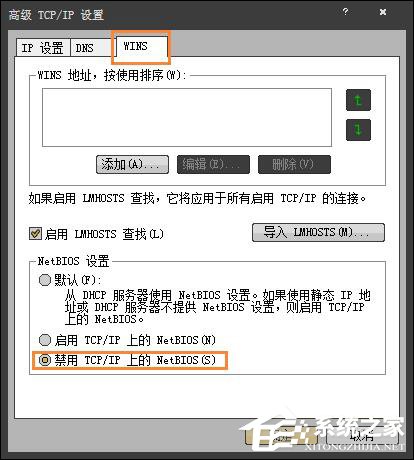 高级 TCP/IP 设置
IP 设置 DNS WINS
WINS 地址，按使用排序(W):
添加(A)... 编辑(E)... 删除(V)
如果启用 LMHOSTS 查找，它将应用于所有启用 TCP/IP 的连接。
启用 LMHOSTS 查找(L) 导入 LMHOSTS(M)...
NetBIOS 设置
默认(F):
从 DHCP 服务器使用 NetBIOS 设置。如果使用静态 IP 地
址或 DHCP 服务器不提供 NetBIOS 设置，则启用 TCP/IP
上的 NetBIOS。
启用 TCP/IP 上的 NetBIOS(N)
禁用 TCP/IP 上的 NetBIOS(S)
系统之家
XITONGZHIJIA.NET
取消